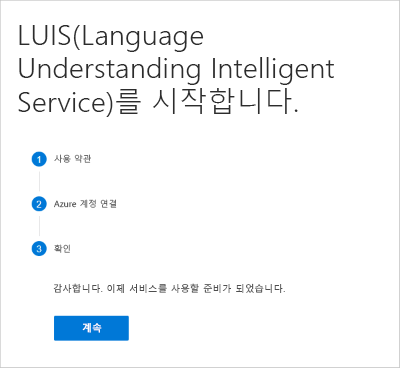 LUIS(Language
Understanding Intelligent
Service)를 시작합니다.
1 사용 약관
2 Azure 계정 연결
3 확인
감사합니다. 이제 서비스를 사용할 준비가 되었습니다.
계속